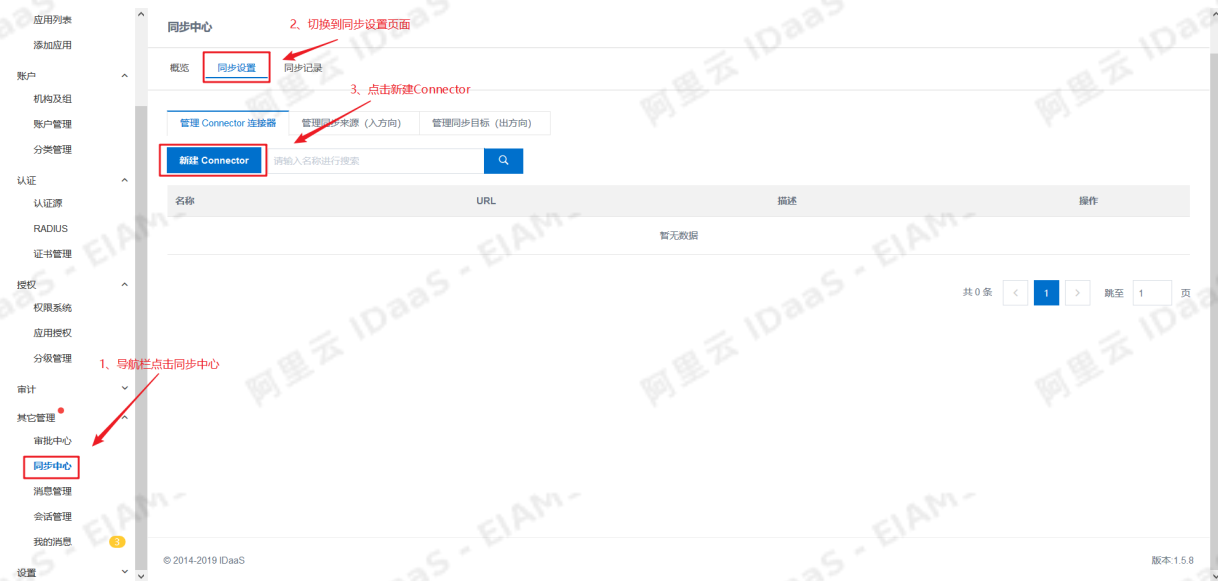 应用列表
添加应用
账户
机构及组
账户管理
分类管理
认证
认证源
RADIUS
证书管理
授权
权限系统
应用授权
分级管理
审计
其它管理
审批中心
同步中心
消息管理
会话管理
我的消息 3
设置
同步中心
2、切换到同步设置页面
概览 同步设置 同步记录
3、点击新建Connector
管理 Connector 连接器 管理同步来源（入方向） 管理同步目标（出方向）
新建 Connector 请输入名称进行搜索
名称 URL 描述 操作
暂无数据
共 0 条 < 1 > 跳至 1 页
1、导航栏点击同步中心
© 2014-2019 IDaaS 版本:1.5.8
阿里云 IDaaS - EIAM